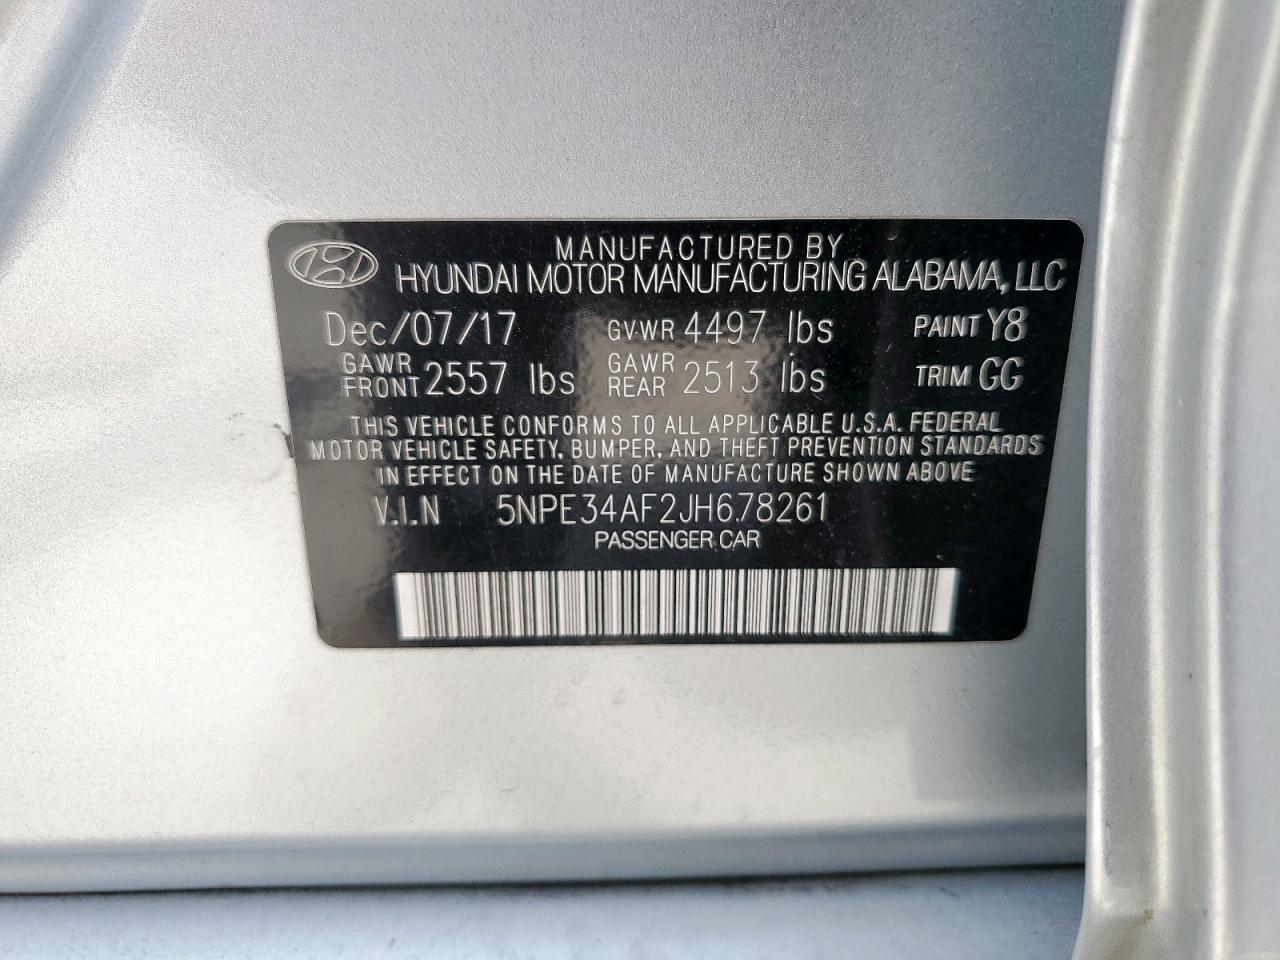 MANUFACTURED BY
HYUNDAI MOTOR MANUFACTURING ALABAMA, LLC
Dec/07/17 GVWR 4497 lbs PAINT Y8
GAWR FRONT 2557 lbs GAWR REAR 2513 lbs TRIM GG
THIS VEHICLE CONFORMS TO ALL APPLICABLE U.S.A. FEDERAL
MOTOR VEHICLE SAFETY, BUMPER, AND THEFT PREVENTION STANDARDS
IN EFFECT ON THE DATE OF MANUFACTURE SHOWN ABOVE
V.I.N 5NPE34AF2JH678261
PASSENGER CAR